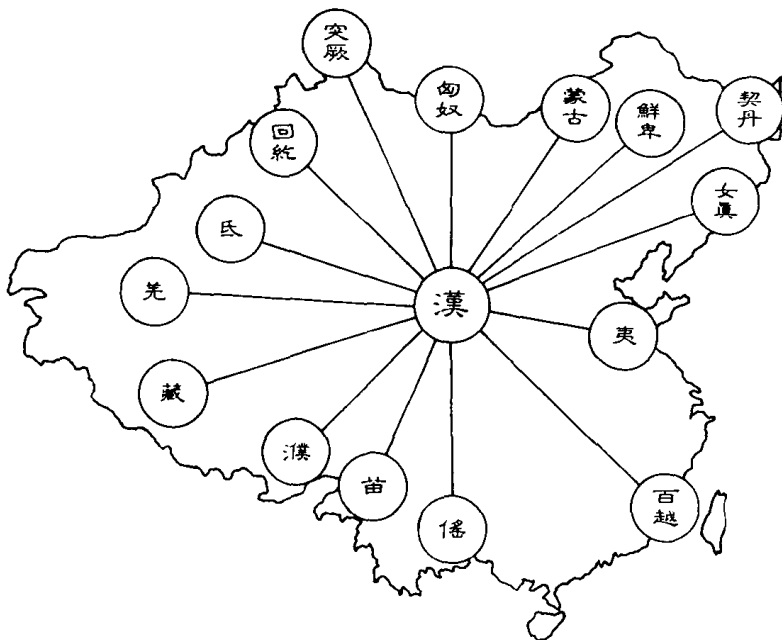 突厥
匈奴
蒙古
鮮卑
契丹
回紇
女眞
氐
羌
漢
夷
藏
濮
苗
傜
百越